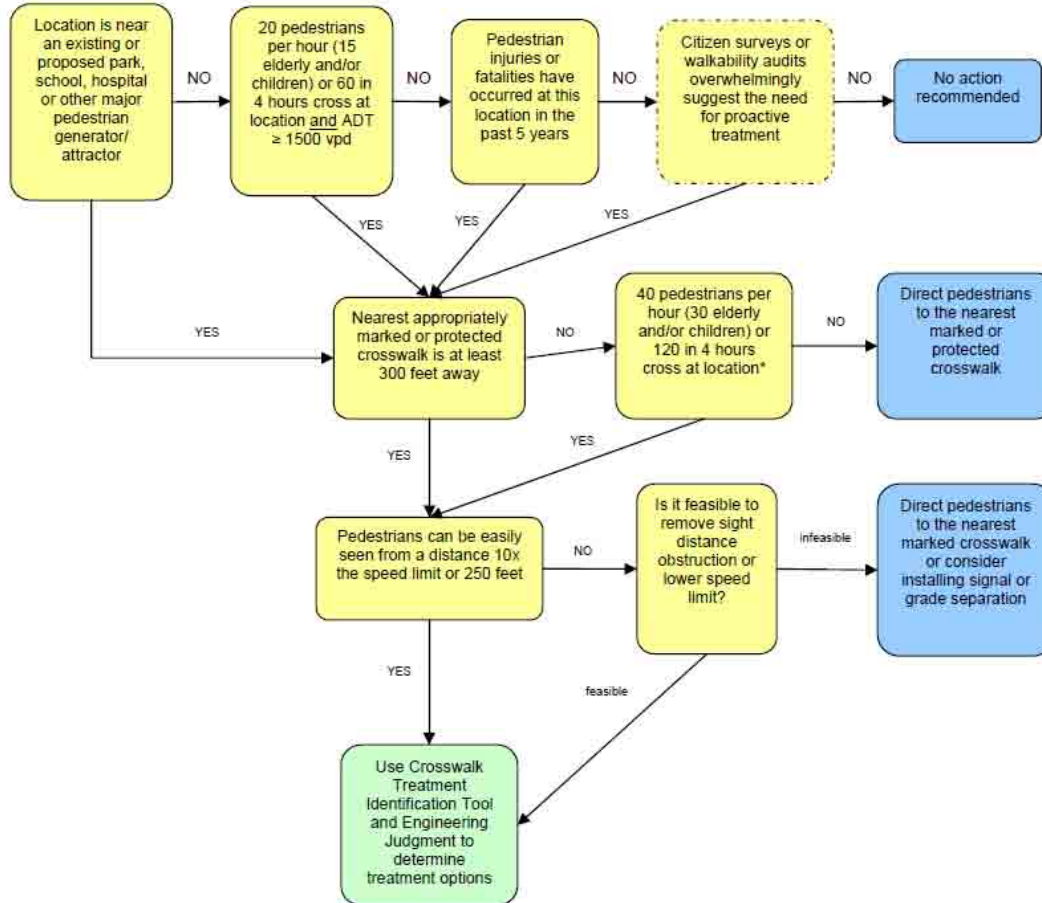 Location is near
an existing or
proposed park,
school, hospital
or other major
pedestrian
generator/
attractor
NO
20 pedestrians
per hour (15
elderly and/or
children) or 60 in
4 hours cross at
location and ADT
≥ 1500 vpd
NO
Pedestrian
injuries or
fatalities have
occurred at this
location in the
past 5 years
NO
Citizen surveys or
walkability audits
overwhelmingly
suggest the need
for proactive
treatment
NO
No action
recommended
YES
YES
YES
YES
Nearest appropriately
marked or protected
crosswalk is at least
300 feet away
NO
40 pedestrians per
hour (30 elderly
and/or children) or
120 in 4 hours
cross at location*
NO
Direct pedestrians
to the nearest
marked or
protected
crosswalk
YES
YES
Pedestrians can be easily
seen from a distance 10x
the speed limit or 250 feet
NO
Is it feasible to
remove sight
distance
obstruction or
lower speed
limit?
infeasible
Direct pedestrians
to the nearest
marked crosswalk
or consider
installing signal or
grade separation
YES
feasible
Use Crosswalk
Treatment
Identification Tool
and Engineering
Judgment to
determine
treatment options